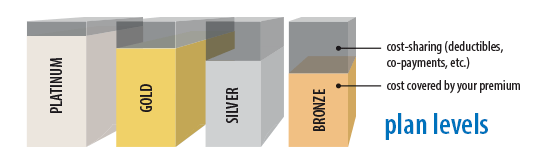 PLATINUM
GOLD
SILVER
BRONZE
cost-sharing (deductibles,
co-payments, etc.)
cost covered by your premium
plan levels